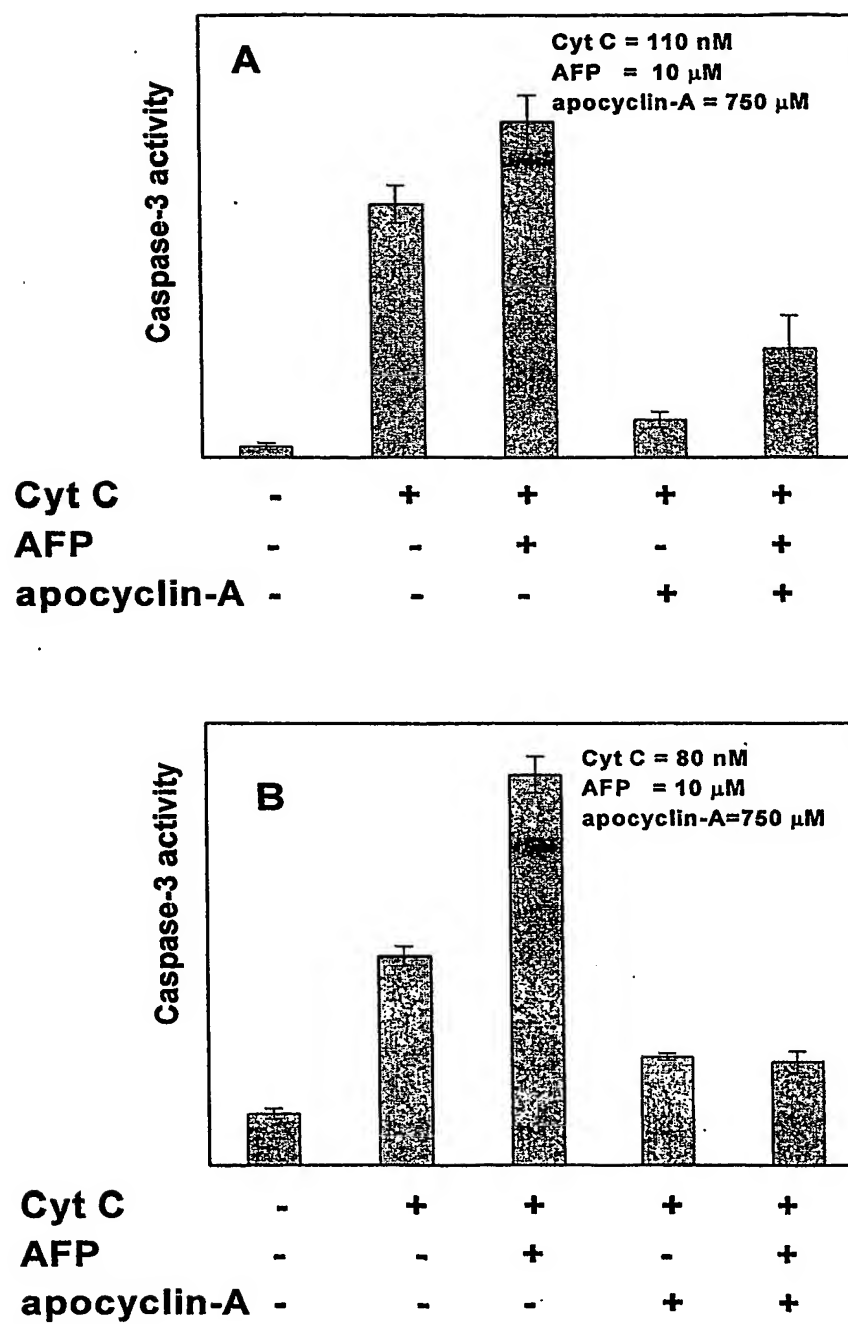 A
Cyt C = 110 nM
AFP = 10 μM
apocyclin-A = 750 μM
Caspase-3 activity
Cyt C - + + + +
AFP - - + - +
apocyclin-A - - - + +
B
Cyt C = 80 nM
AFP = 10 μM
apocyclin-A=750 μM
Caspase-3 activity
Cyt C - + + + +
AFP - - + - +
apocyclin-A - - - + +